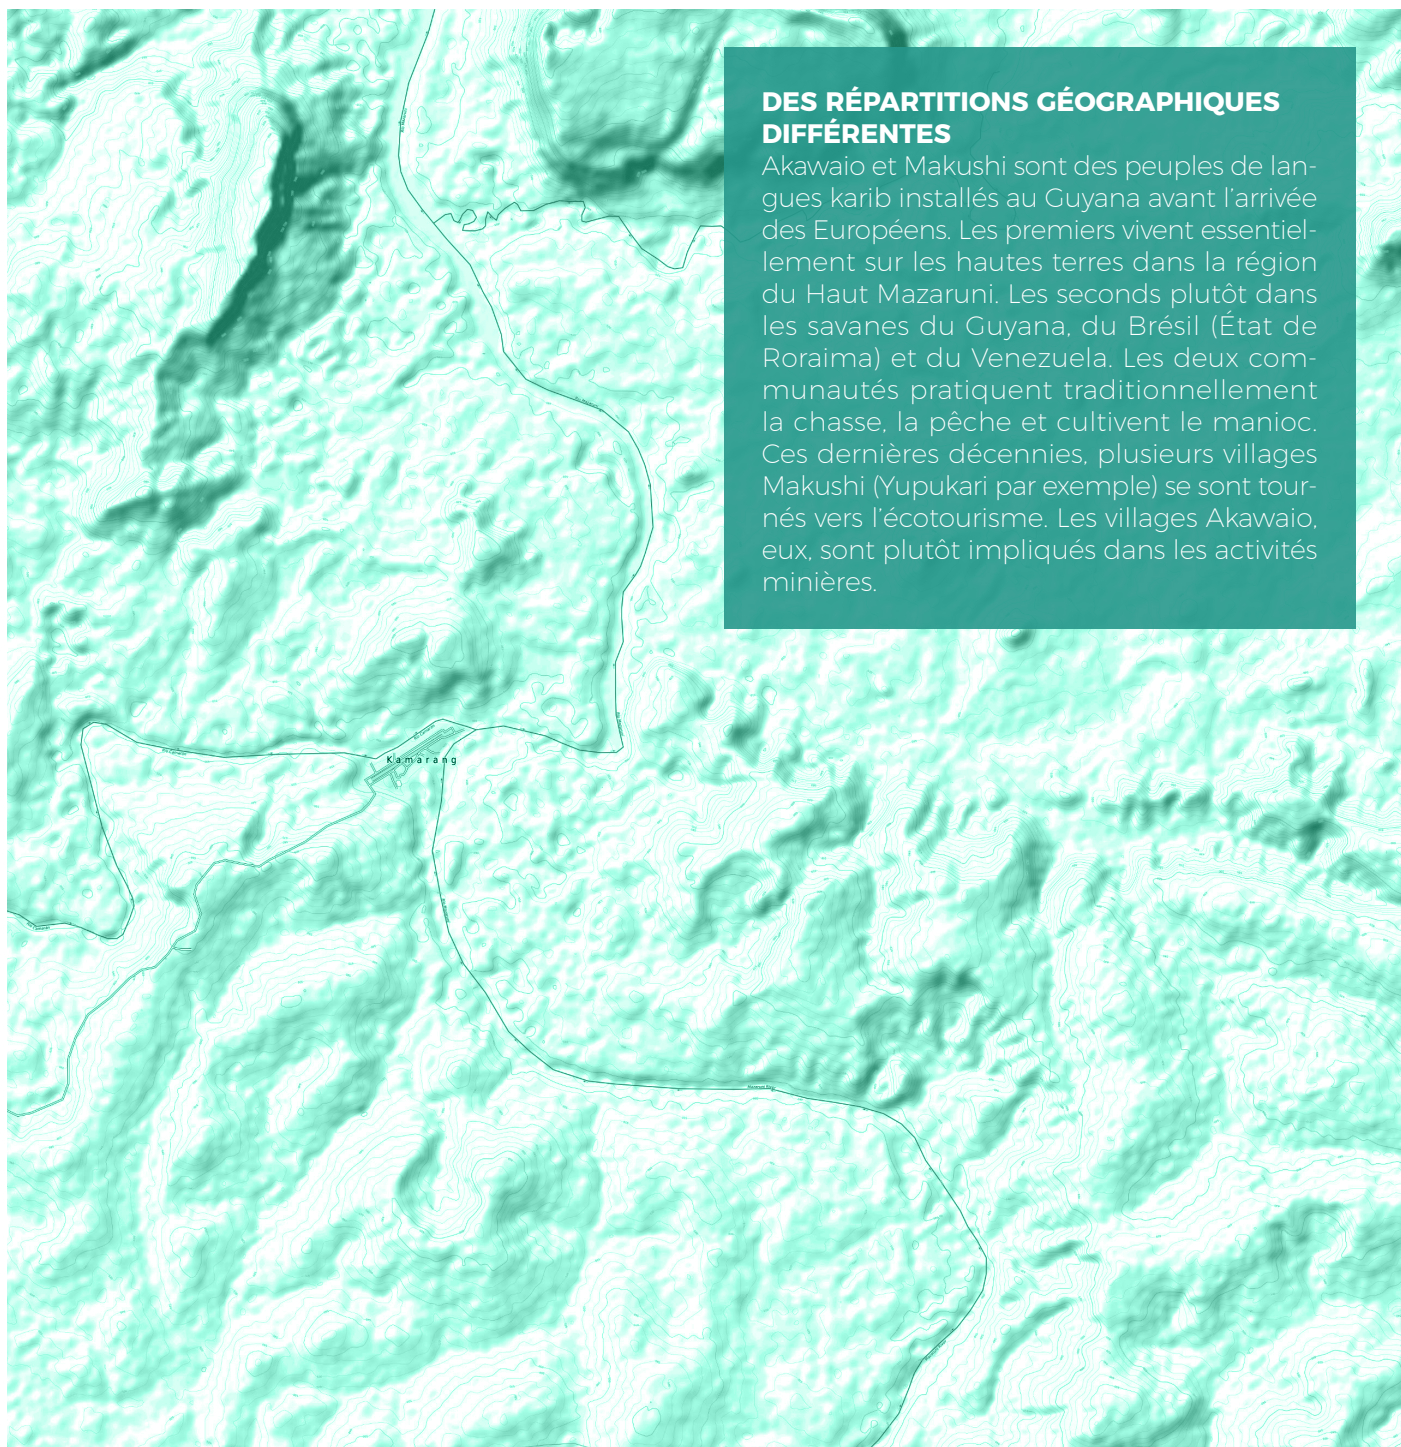 DES RÉPARTITIONS GÉOGRAPHIQUES
DIFFÉRENTES
Akawaio et Makushi sont des peuples de lan-
gues karib installés au Guyana avant l'arrivée
des Européens. Les premiers vivent essentiel-
lement sur les hautes terres dans la région
du Haut Mazaruni. Les seconds plutôt dans
les savanes du Guyana, du Brésil (État de
Roraima) et du Venezuela. Les deux com-
munautés pratiquent traditionnellement
la chasse, la pêche et cultivent le manioc.
Ces dernières décennies, plusieurs villages
Makushi (Yupukari par exemple) se sont tour-
nés vers l'écotourisme. Les villages Akawaio,
eux, sont plutôt impliqués dans les activités
minières.
Kamarang
Mazaruni River